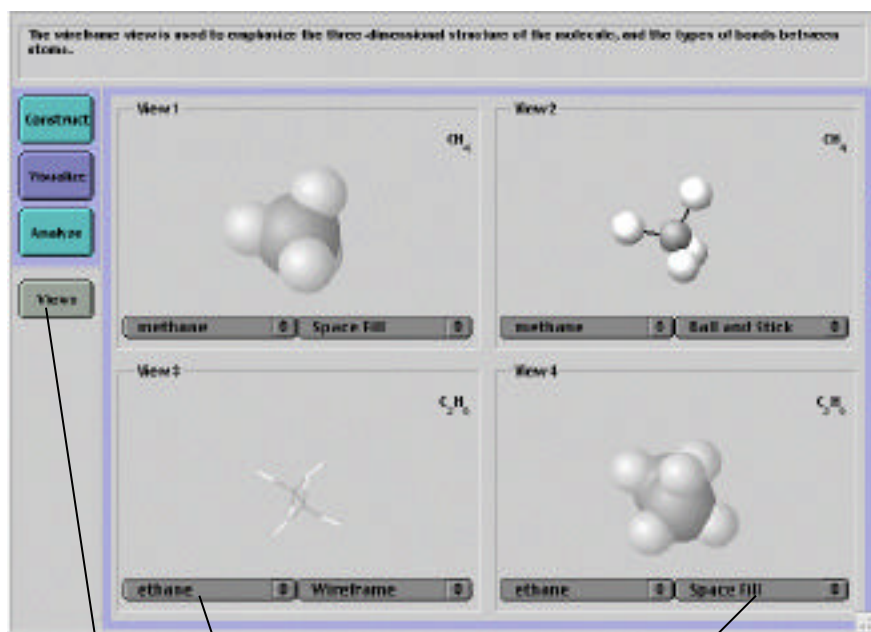 The wireframe view is used to emphasize the three-dimensional structure of the molecule, and the types of bonds between
atoms.
Construct
Visualize
Analyze
Views
View 1
CH4
methane
Space Fill
View 2
CH4
methane
Ball and Stick
View 3
C2H6
ethane
Wireframe
View 4
C2H6
ethane
Space Fill